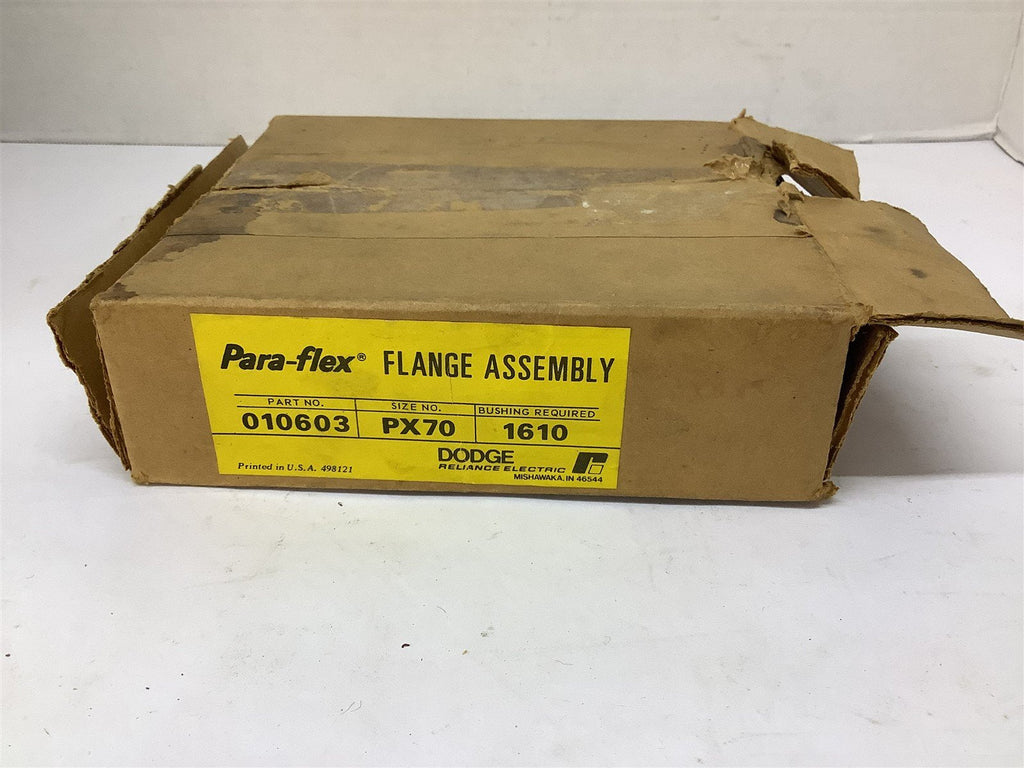 Para-flex® FLANGE ASSEMBLY
PART NO. SIZE NO. BUSHING REQUIRED
010603 PX70 1610
DODGE
RELIANCE ELECTRIC
Printed in U.S.A. 498121
MISHAWAKA, IN 46544